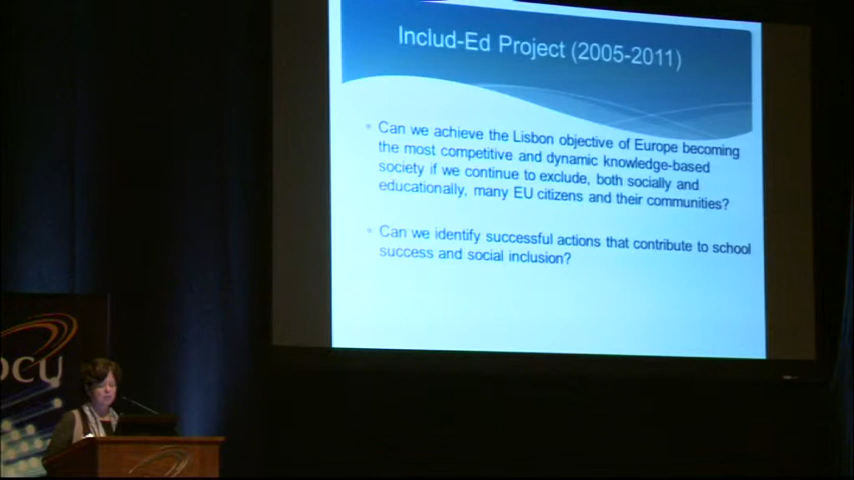 Includ-Ed Project (2005-2011)
Can we achieve the Lisbon objective of Europe becoming
the most competitive and dynamic knowledge-based
society if we continue to exclude, both socially and
educationally, many EU citizens and their communities?
Can we identify successful actions that contribute to school
success and social inclusion?